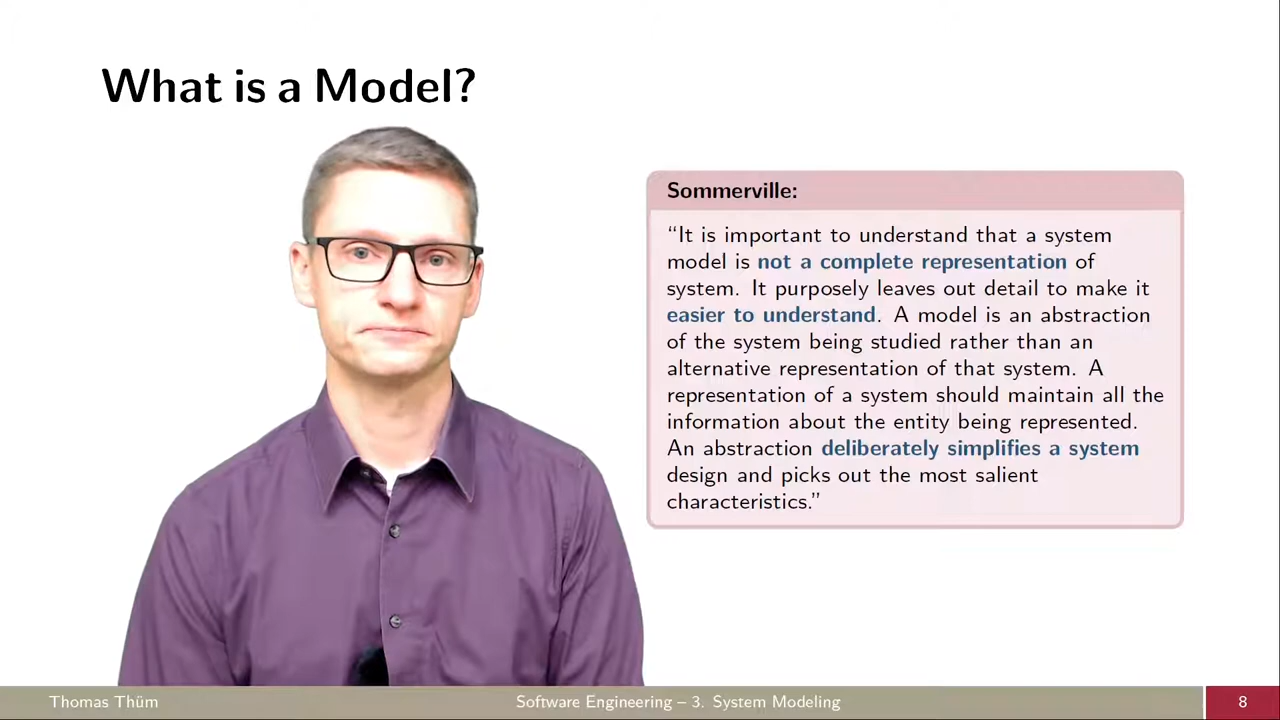 What is a Model?
Sommerville:
“It is important to understand that a system
model is not a complete representation of
system. It purposely leaves out detail to make it
easier to understand. A model is an abstraction
of the system being studied rather than an
alternative representation of that system. A
representation of a system should maintain all the
information about the entity being represented.
An abstraction deliberately simplifies a system
design and picks out the most salient
characteristics.”
Thomas Thüm
Software Engineering – 3. System Modeling
8